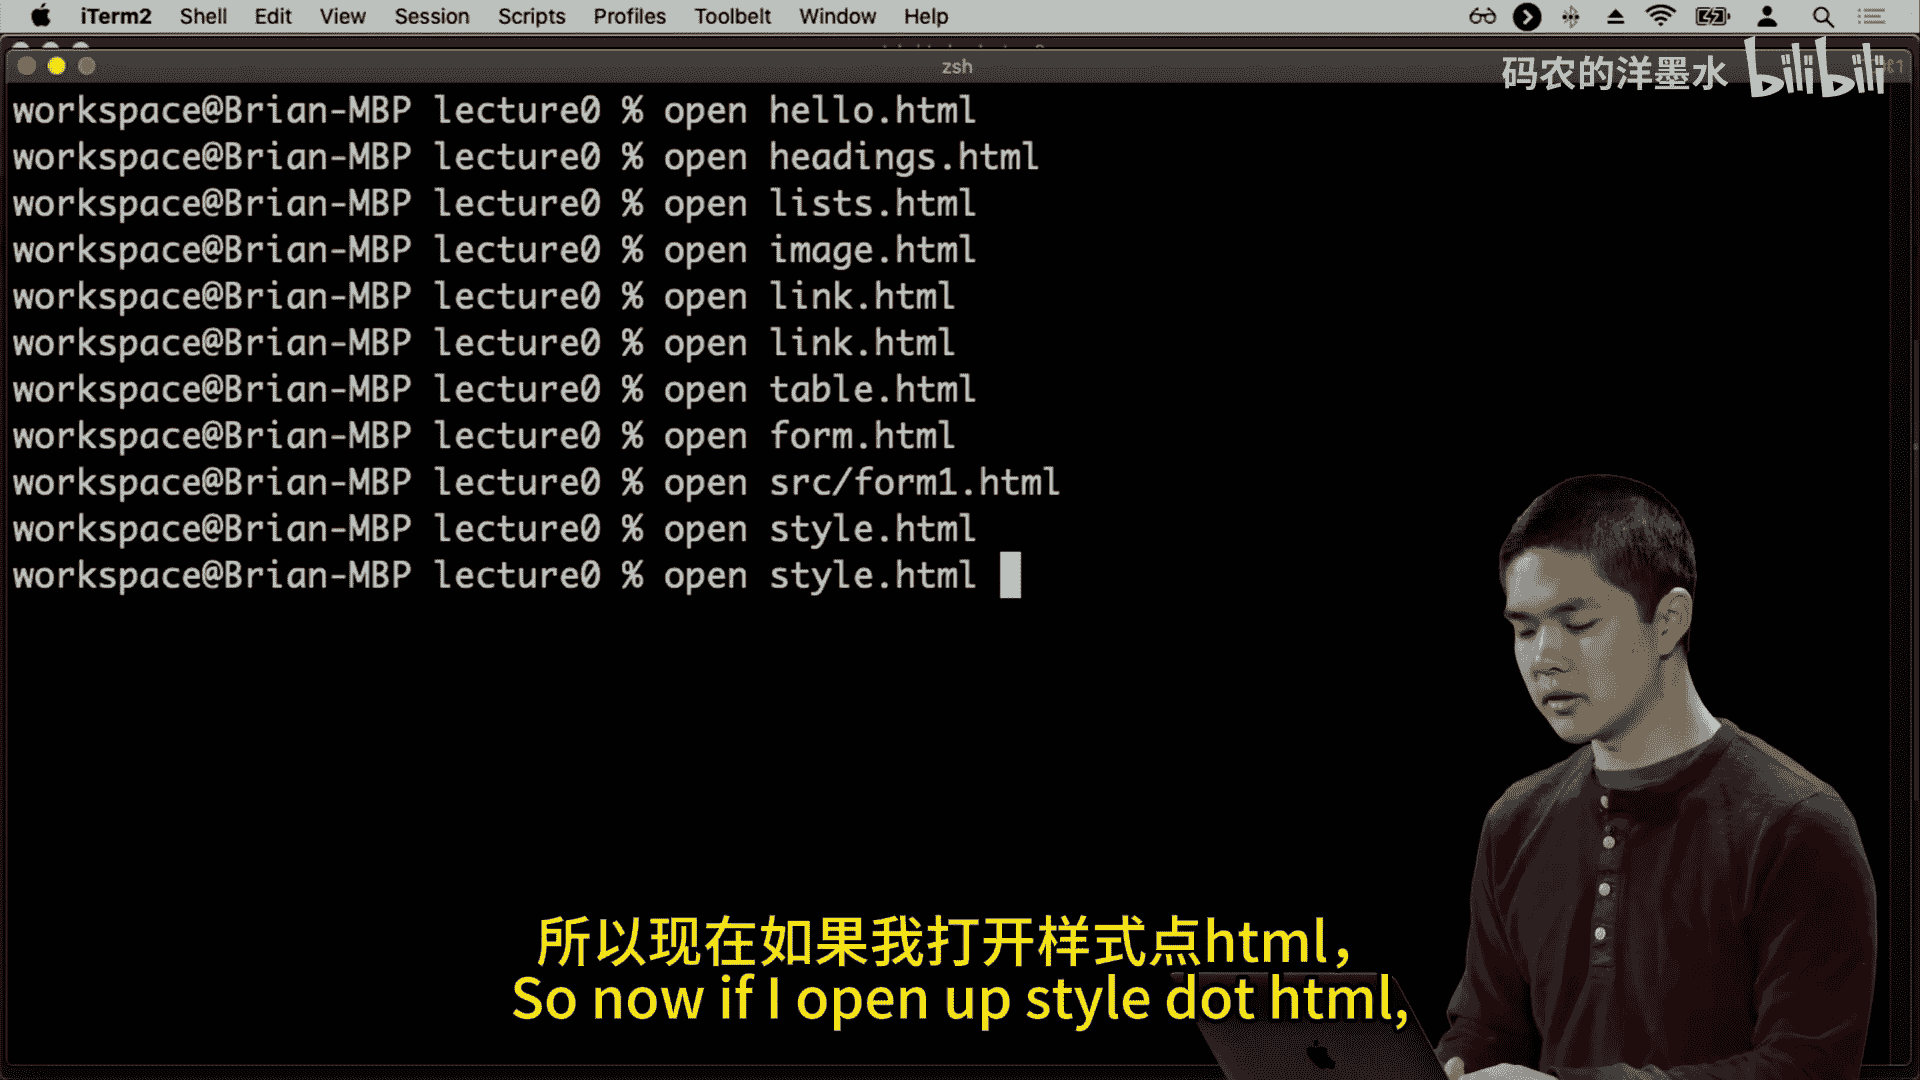 iTerm2 Shell Edit View Session Scripts Profiles Toolbelt Window Help
zsh
码农的洋墨水 bilibili
workspace@Brian-MBP lecture0 % open hello.html
workspace@Brian-MBP lecture0 % open headings.html
workspace@Brian-MBP lecture0 % open lists.html
workspace@Brian-MBP lecture0 % open image.html
workspace@Brian-MBP lecture0 % open link.html
workspace@Brian-MBP lecture0 % open link.html
workspace@Brian-MBP lecture0 % open table.html
workspace@Brian-MBP lecture0 % open form.html
workspace@Brian-MBP lecture0 % open src/form1.html
workspace@Brian-MBP lecture0 % open style.html
workspace@Brian-MBP lecture0 % open style.html
所以现在如果我打开样式点html，
So now if I open up style dot html,